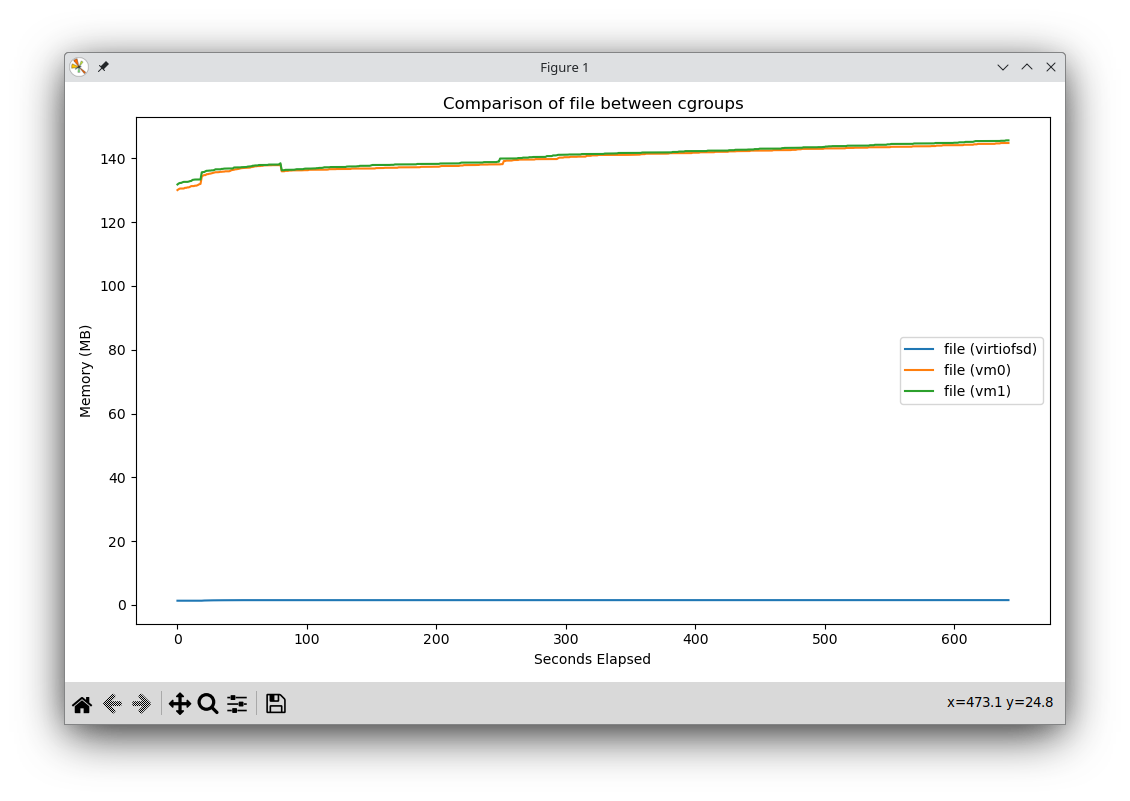 Figure 1
Comparison of file between cgroups
Memory (MB)
140
120
100
80
60
40
20
0
file (virtiofsd)
file (vm0)
file (vm1)
0 100 200 300 400 500 600
Seconds Elapsed
x=473.1 y=24.8